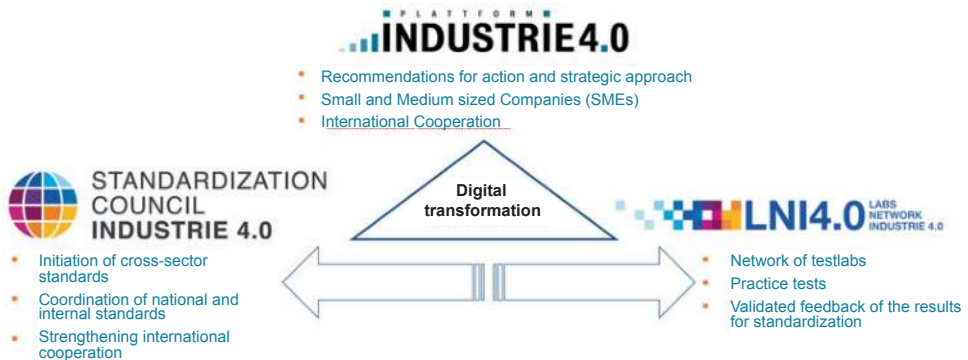 PLATTFORM
INDUSTRIE4.0
Recommendations for action and strategic approach
Small and Medium sized Companies (SMEs)
International Cooperation
STANDARDIZATION
COUNCIL
INDUSTRIE 4.0
Digital
transformation
LNI4.0 LABS
NETWORK
INDUSTRIE 4.0
Initiation of cross-sector
standards
Coordination of national and
internal standards
Strengthening international
cooperation
Network of testlabs
Practice tests
Validated feedback of the results
for standardization